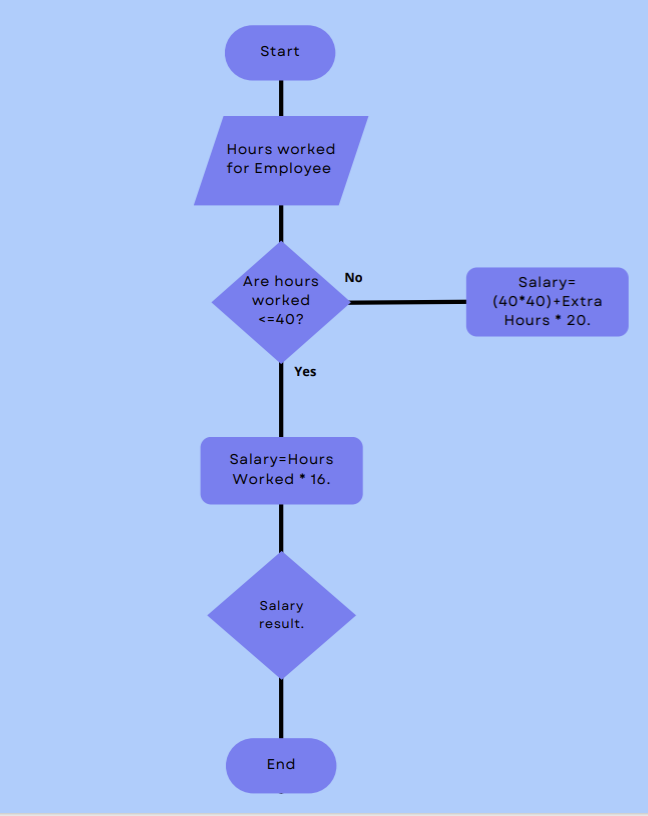 Start
Hours worked
for Employee
Are hours
worked
<=40?
No
Salary=
(40*40)+Extra
Hours * 20.
Yes
Salary=Hours
Worked * 16.
Salary
result.
End